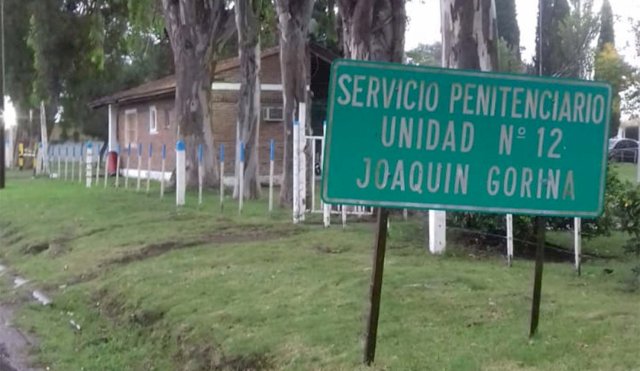 SERVICIO PENITENCIARIO
UNIDAD Nº 12
JOAQUIN GORINA